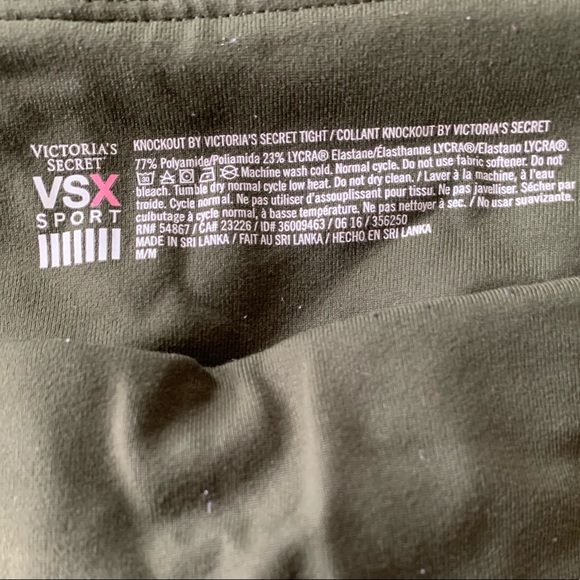 VICTORIA'S
SECRET
VSX
SPORT
KNOCKOUT BY VICTORIA'S SECRET TIGHT / COLLANT KNOCKOUT BY VICTORIA'S SECRET
77% Polyamide/Poliamida 23% LYCRA® Elastane/Élasthanne LYCRA®/Elastano LYCRA®.
Machine wash cold. Normal cycle. Do not use fabric softener. Do not
bleach. Tumble dry normal cycle low heat. Do not dry clean. / Laver à la machine, à l'eau
froide. Cycle normal. Ne pas utiliser d'assouplissant pour tissu. Ne pas javelliser. Sécher par
culbutage à cycle normal, à basse température. Ne pas nettoyer à sec. / No usar suavizante.
RN# 54867 / CA# 23226 / ID# 36009463 / 06 16 / 356250
MADE IN SRI LANKA / FAIT AU SRI LANKA / HECHO EN SRI LANKA
M/M